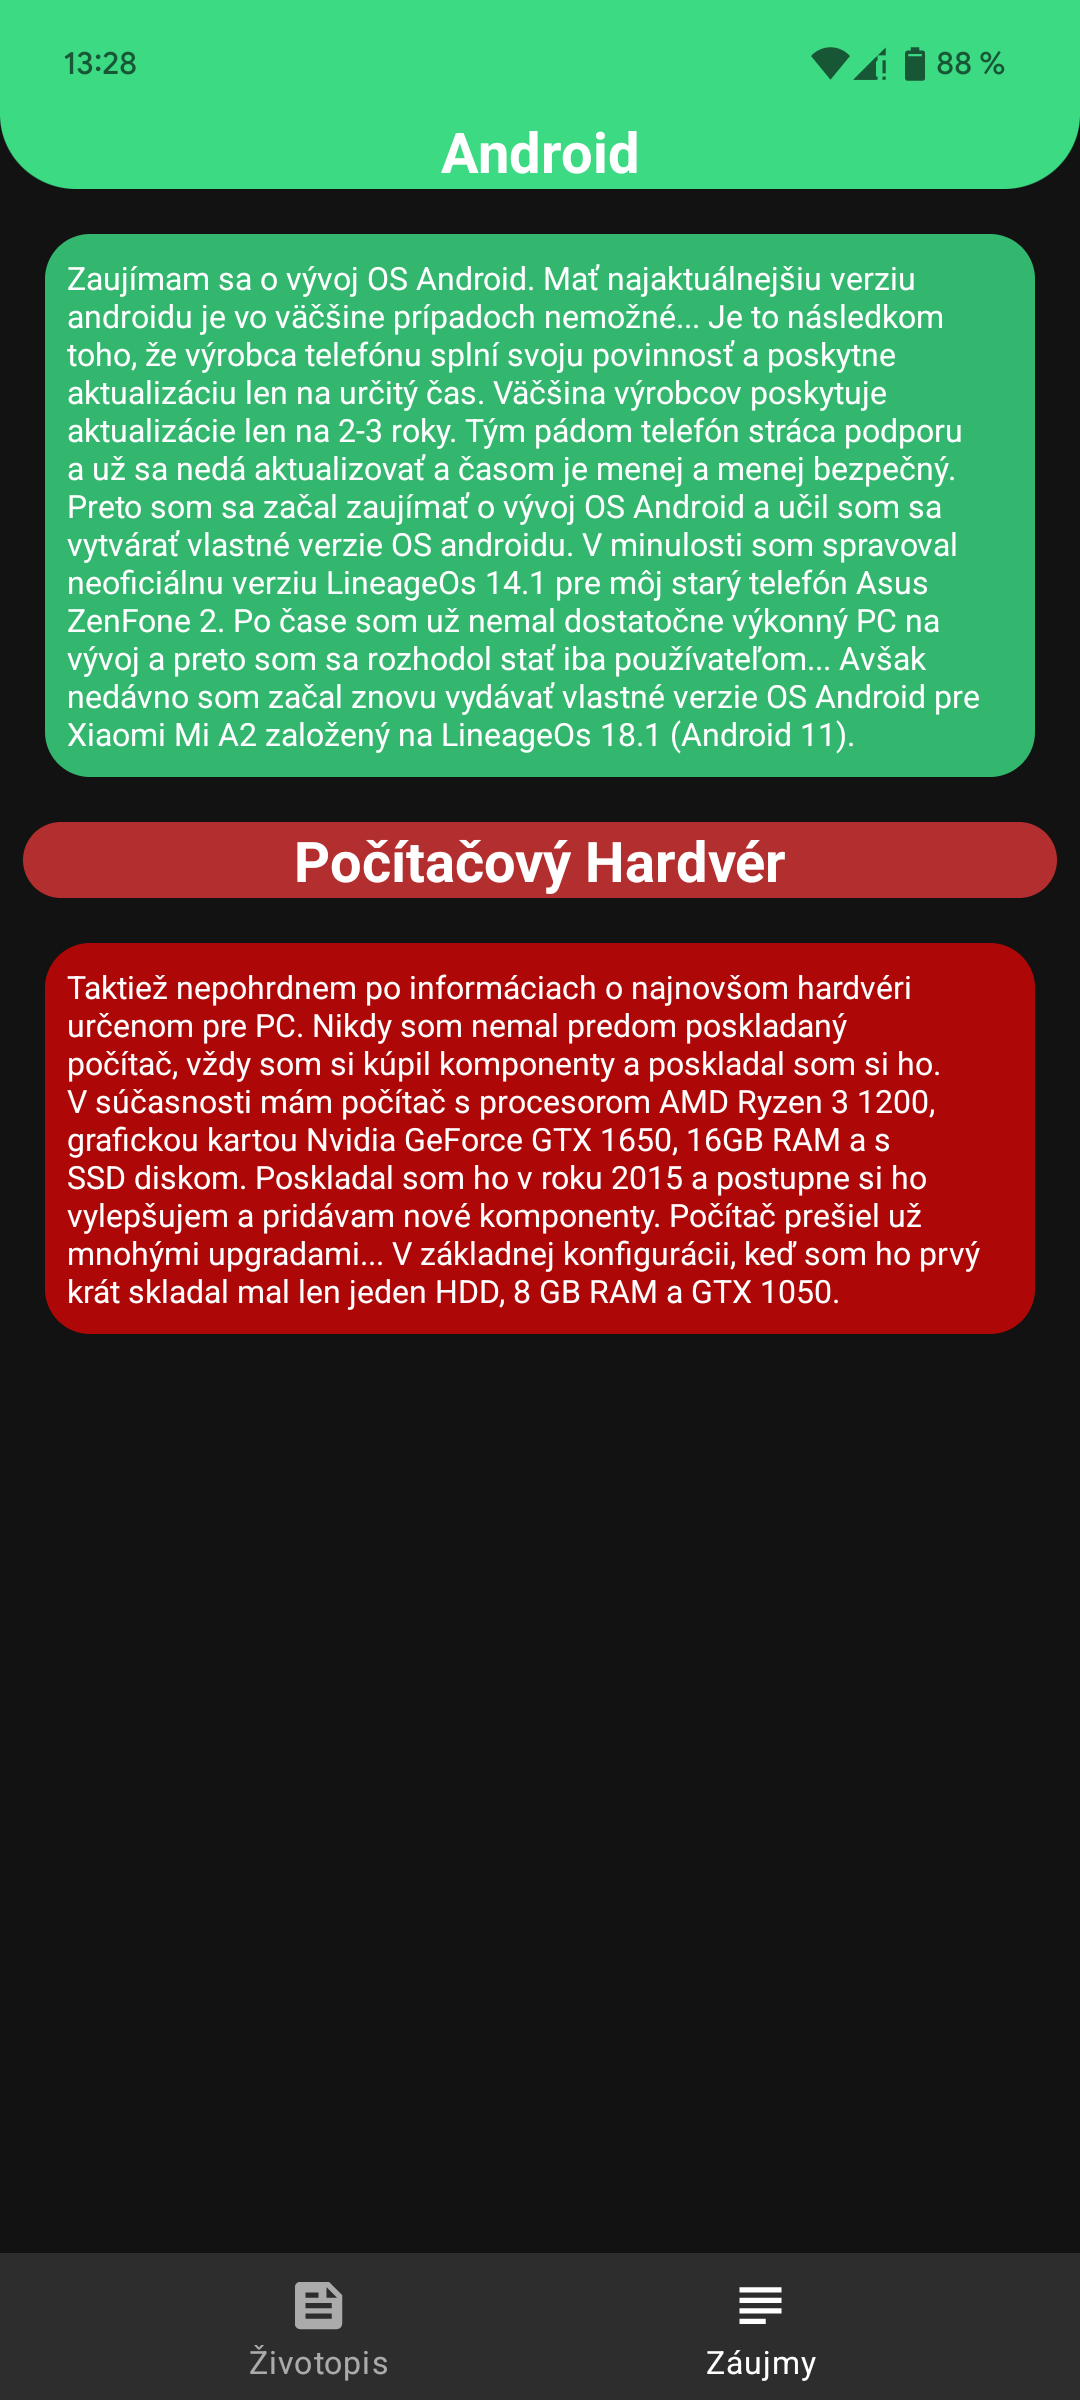 13:28
88 %
Android
Zaujímam sa o vývoj OS Android. Mať najaktuálnejšiu verziu
androidu je vo väčšine prípadoch nemožné... Je to následkom
toho, že výrobca telefónu splní svoju povinnosť a poskytne
aktualizáciu len na určitý čas. Väčšina výrobcov poskytuje
aktualizácie len na 2-3 roky. Tým pádom telefón stráca podporu
a už sa nedá aktualizovať a časom je menej a menej bezpečný.
Preto som sa začal zaujímať o vývoj OS Android a učil som sa
vytvárať vlastné verzie OS androidu. V minulosti som spravoval
neoficiálnu verziu LineageOs 14.1 pre môj starý telefón Asus
ZenFone 2. Po čase som už nemal dostatočne výkonný PC na
vývoj a preto som sa rozhodol stať iba používateľom... Avšak
nedávno som začal znovu vydávať vlastné verzie OS Android pre
Xiaomi Mi A2 založený na LineageOs 18.1 (Android 11).
Počítačový Hardvér
Taktiež nepohrdnem po informáciach o najnovšom hardvéri
určenom pre PC. Nikdy som nemal predom poskladaný
počítač, vždy som si kúpil komponenty a poskladal som si ho.
V súčasnosti mám počítač s procesorom AMD Ryzen 3 1200,
grafickou kartou Nvidia GeForce GTX 1650, 16GB RAM a s
SSD diskom. Poskladal som ho v roku 2015 a postupne si ho
vylepšujem a pridávam nové komponenty. Počítač prešiel už
mnohými upgradami... V základnej konfigurácii, keď som ho prvý
krát skladal mal len jeden HDD, 8 GB RAM a GTX 1050.
Životopis
Záujmy